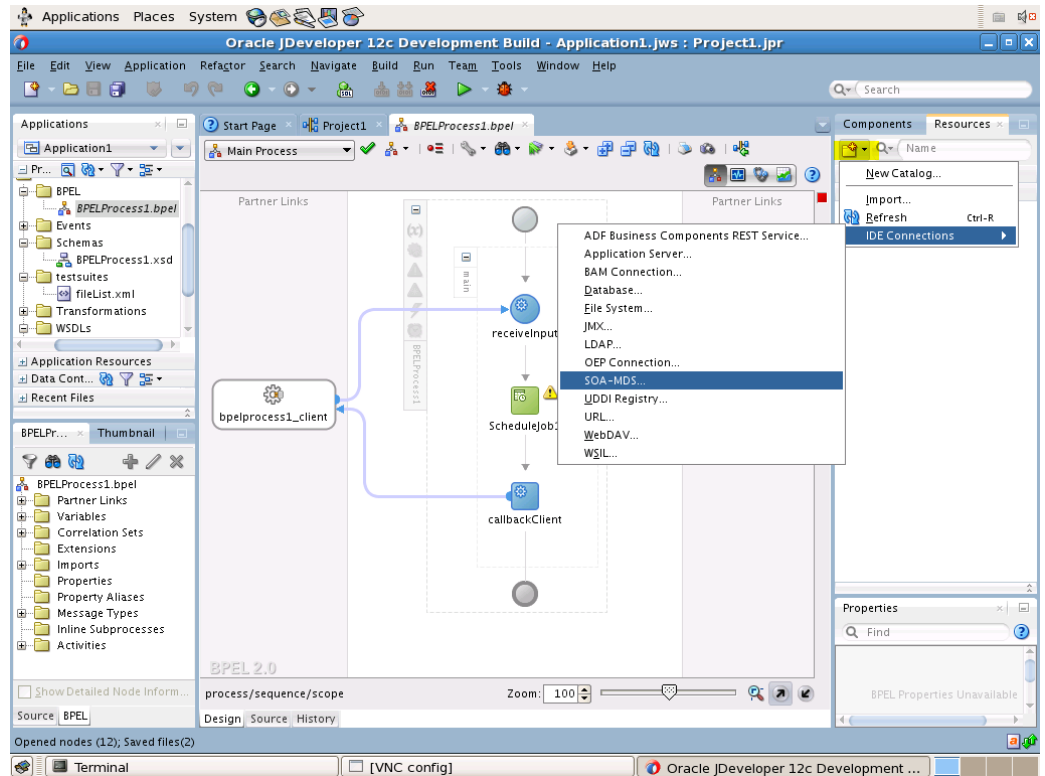 Applications Places System
Oracle JDeveloper 12c Development Build - Application1.jws : Project1.jpr
File Edit View Application Refactor Search Navigate Build Run Team Tools Window Help
Search
Applications
Application1
Pr...
BPEL
BPELProcess1.bpel
Events
Schemas
BPELProcess1.xsd
testsuites
fileList.xml
Transformations
WSDLs
Application Resources
Data Cont...
Recent Files
BPELPr... Thumbnail
BPELProcess1.bpel
Partner Links
Variables
Correlation Sets
Extensions
Imports
Properties
Property Aliases
Message Types
Inline Subprocesses
Activities
Show Detailed Node Inform...
Source BPEL
Start Page Project1 BPELProcess1.bpel
Main Process
Partner Links
Partner Links
(x)
BPELProcess1
main
receiveInput
bpelprocess1_client
ScheduleJob1
callbackClient
BPEL 2.0
process/sequence/scope
Zoom: 100
Design Source History
ADF Business Components REST Service...
Application Server...
BAM Connection...
Database...
File System...
JMX...
LDAP...
OEP Connection...
SOA-MDS...
UDDI Registry...
URL...
WebDAV...
WSIL...
Components Resources
Name
New Catalog...
Import...
Refresh Ctrl-R
IDE Connections
Properties
Find
BPEL Properties Unavailable
Opened nodes (12); Saved files(2)
Terminal
[VNC config]
Oracle JDeveloper 12c Development ...